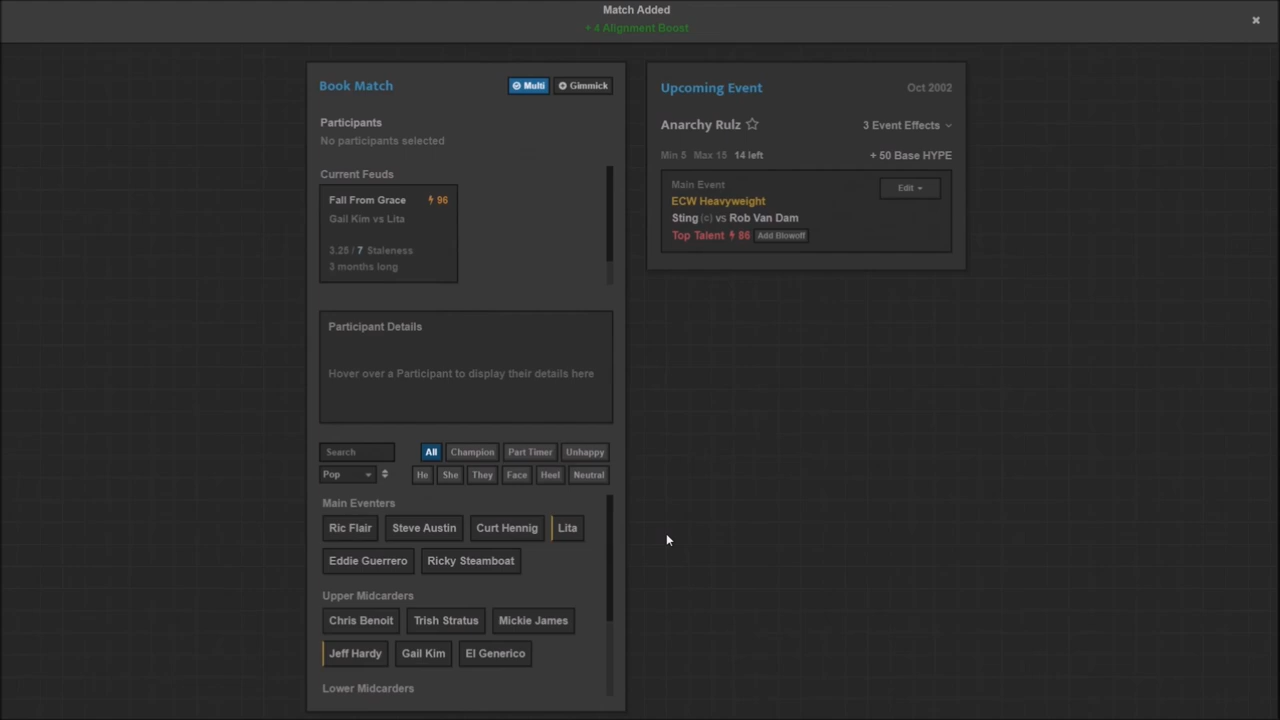 Match Added
+ 4 Alignment Boost
Book Match
Multi
Gimmick
Participants
No participants selected
Current Feuds
Fall From Grace 96
Gail Kim vs Lita
3.25 / 7 Staleness
3 months long
Participant Details
Hover over a Participant to display their details here
Search
All Champion Part Timer Unhappy
Pop
He She They Face Heel Neutral
Main Eventers
Ric Flair Steve Austin Curt Hennig Lita
Eddie Guerrero Ricky Steamboat
Upper Midcarders
Chris Benoit Trish Stratus Mickie James
Jeff Hardy Gail Kim El Generico
Lower Midcarders
Upcoming Event Oct 2002
Anarchy Rulz 3 Event Effects
Min 5 Max 15 14 left + 50 Base HYPE
Main Event Edit
ECW Heavyweight
Sting (c) vs Rob Van Dam
Top Talent 86 Add Blowoff